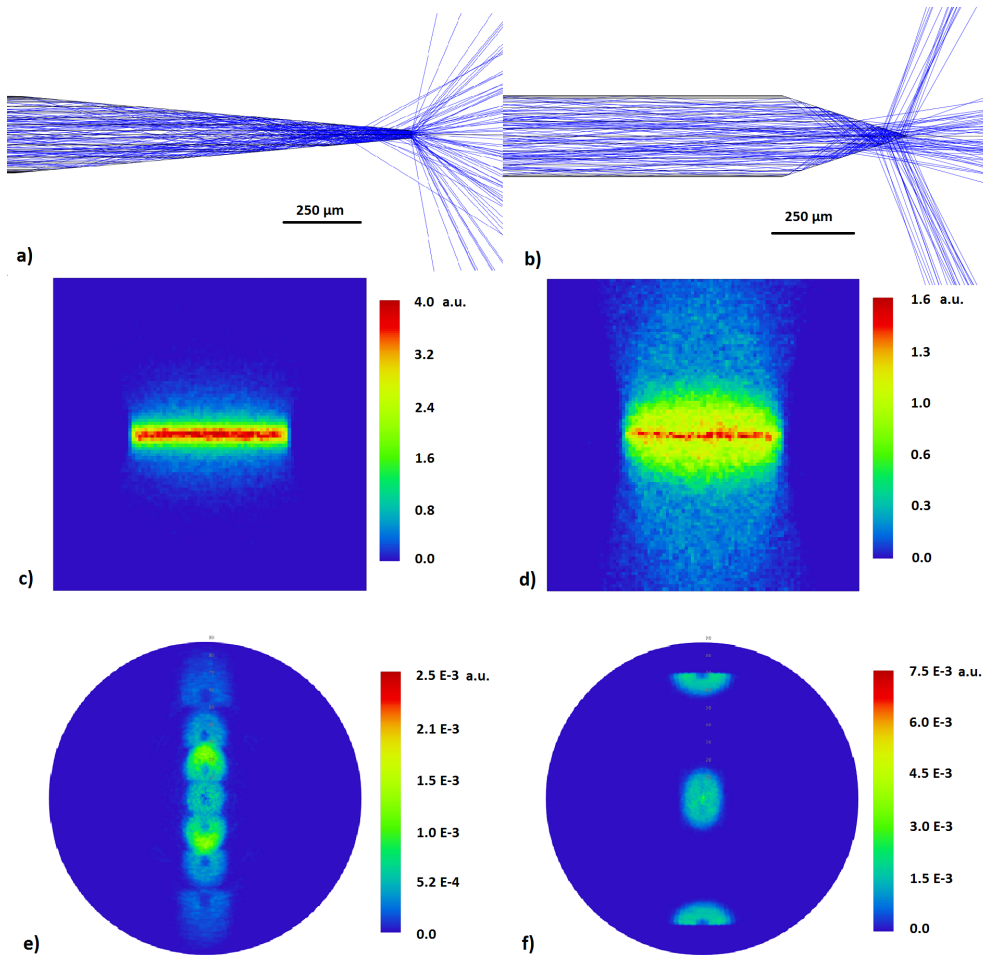 250 µm
a)
250 µm
b)
4.0 a.u.
3.2
2.4
1.6
0.8
0.0
c)
1.6 a.u.
1.3
1.0
0.6
0.3
0.0
d)
2.5 E-3 a.u.
2.1 E-3
1.5 E-3
1.0 E-3
5.2 E-4
0.0
e)
7.5 E-3 a.u.
6.0 E-3
4.5 E-3
3.0 E-3
1.5 E-3
0.0
f)